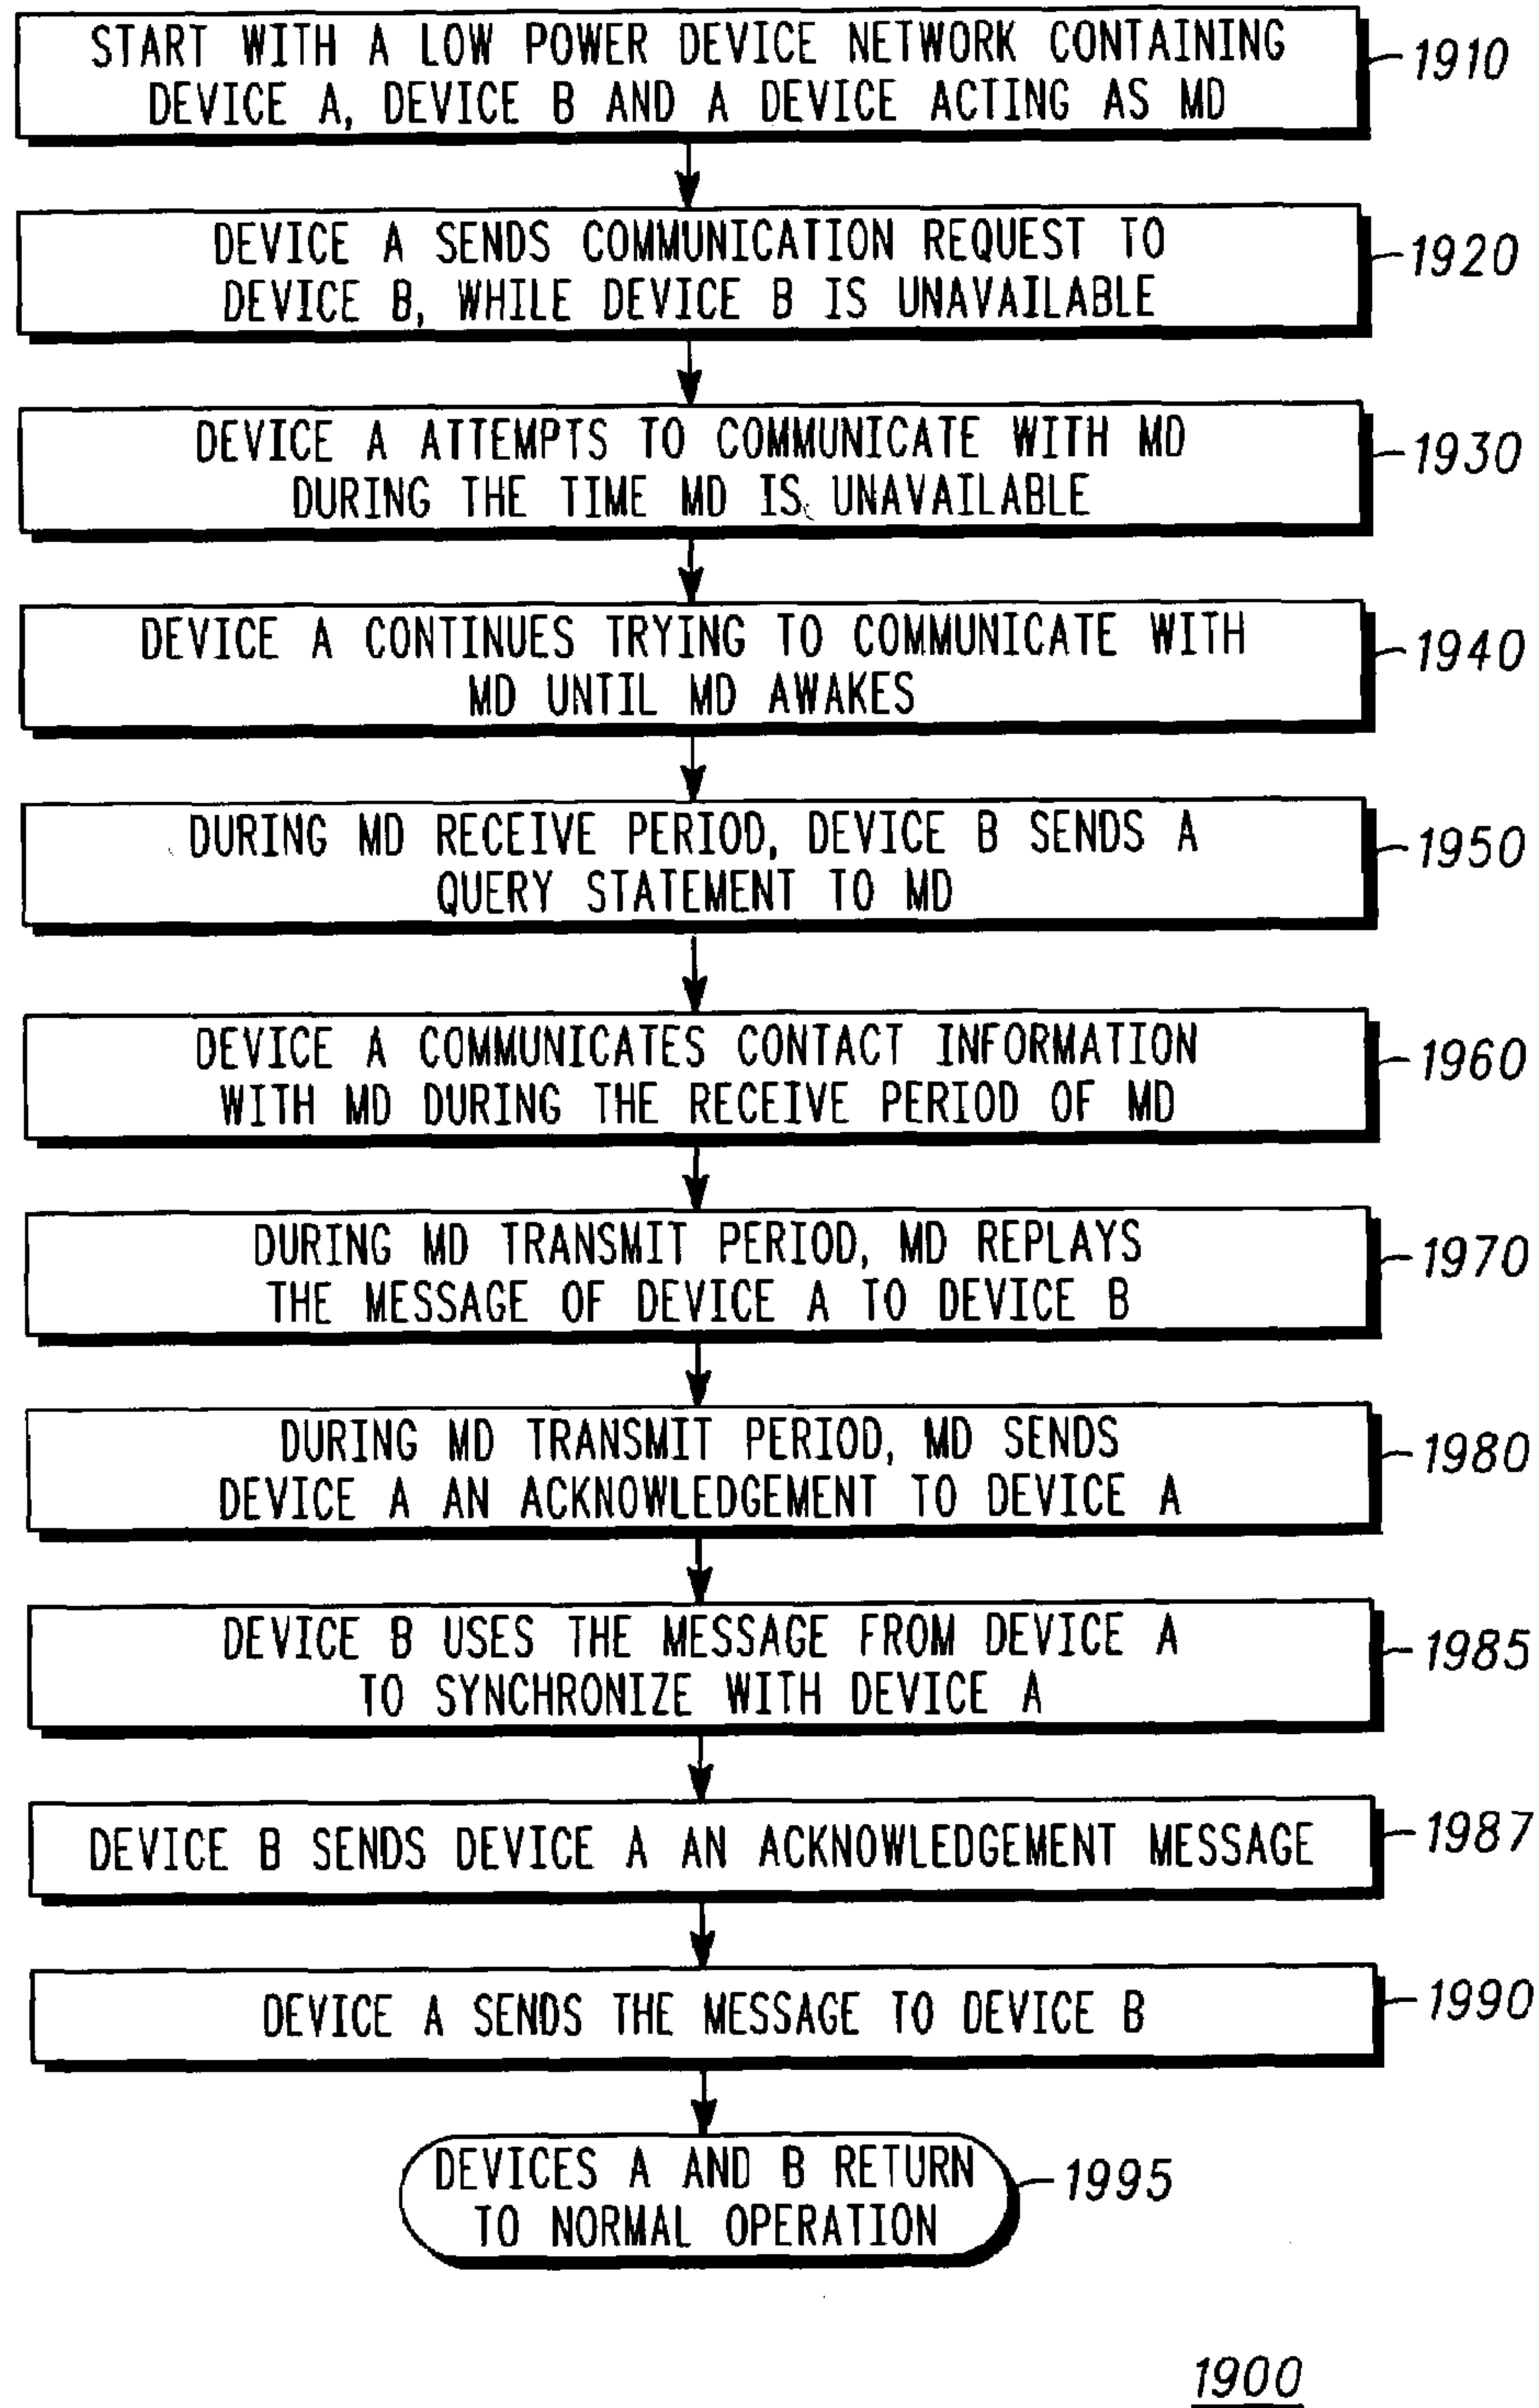 START WITH A LOW POWER DEVICE NETWORK CONTAINING
DEVICE A, DEVICE B AND A DEVICE ACTING AS MD
1910
DEVICE A SENDS COMMUNICATION REQUEST TO
DEVICE B, WHILE DEVICE B IS UNAVAILABLE
1920
DEVICE A ATTEMPTS TO COMMUNICATE WITH MD
DURING THE TIME MD IS UNAVAILABLE
1930
DEVICE A CONTINUES TRYING TO COMMUNICATE WITH
MD UNTIL MD AWAKES
1940
DURING MD RECEIVE PERIOD, DEVICE B SENDS A
QUERY STATEMENT TO MD
1950
DEVICE A COMMUNICATES CONTACT INFORMATION
WITH MD DURING THE RECEIVE PERIOD OF MD
1960
DURING MD TRANSMIT PERIOD, MD REPLAYS
THE MESSAGE OF DEVICE A TO DEVICE B
1970
DURING MD TRANSMIT PERIOD, MD SENDS
DEVICE A AN ACKNOWLEDGEMENT TO DEVICE A
1980
DEVICE B USES THE MESSAGE FROM DEVICE A
TO SYNCHRONIZE WITH DEVICE A
1985
DEVICE B SENDS DEVICE A AN ACKNOWLEDGEMENT MESSAGE
1987
DEVICE A SENDS THE MESSAGE TO DEVICE B
1990
DEVICES A AND B RETURN
TO NORMAL OPERATION
1995
1900